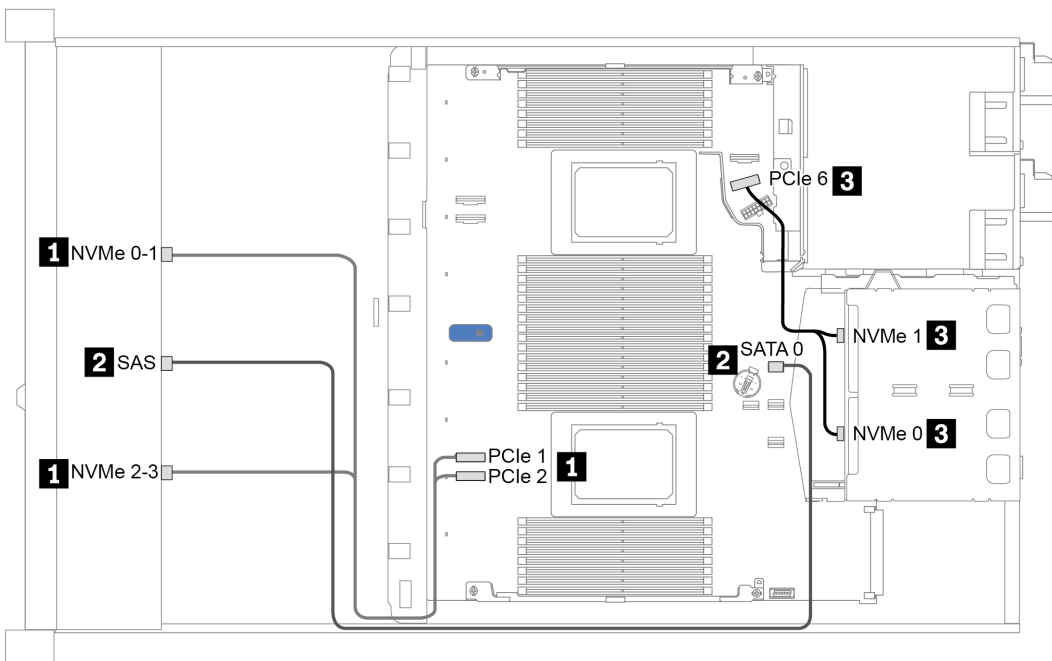 PCIe 6 3
1 NVMe 0-1
NVMe 1 3
2 SATA 0
2 SAS
NVMe 0 3
PCIe 1
1
PCIe 2
1 NVMe 2-3